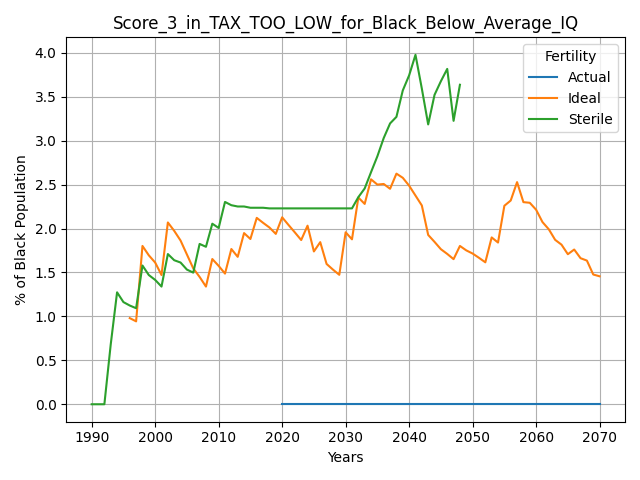 Score_3_in_TAX_TOO_LOW_for_Black_Below_Average_IQ
Fertility
Actual
Ideal
Sterile
% of Black Population
4.0
3.5
3.0
2.5
2.0
1.5
1.0
0.5
0.0
1990 2000 2010 2020 2030 2040 2050 2060 2070
Years